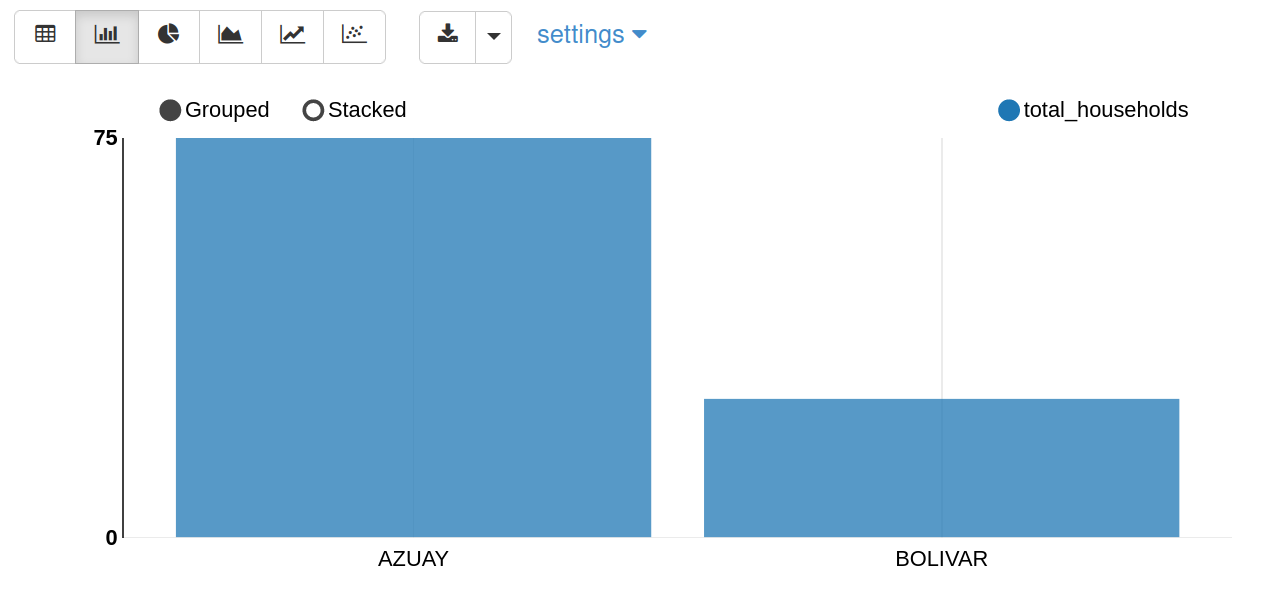 settings
Grouped Stacked total_households
75
0
AZUAY BOLIVAR